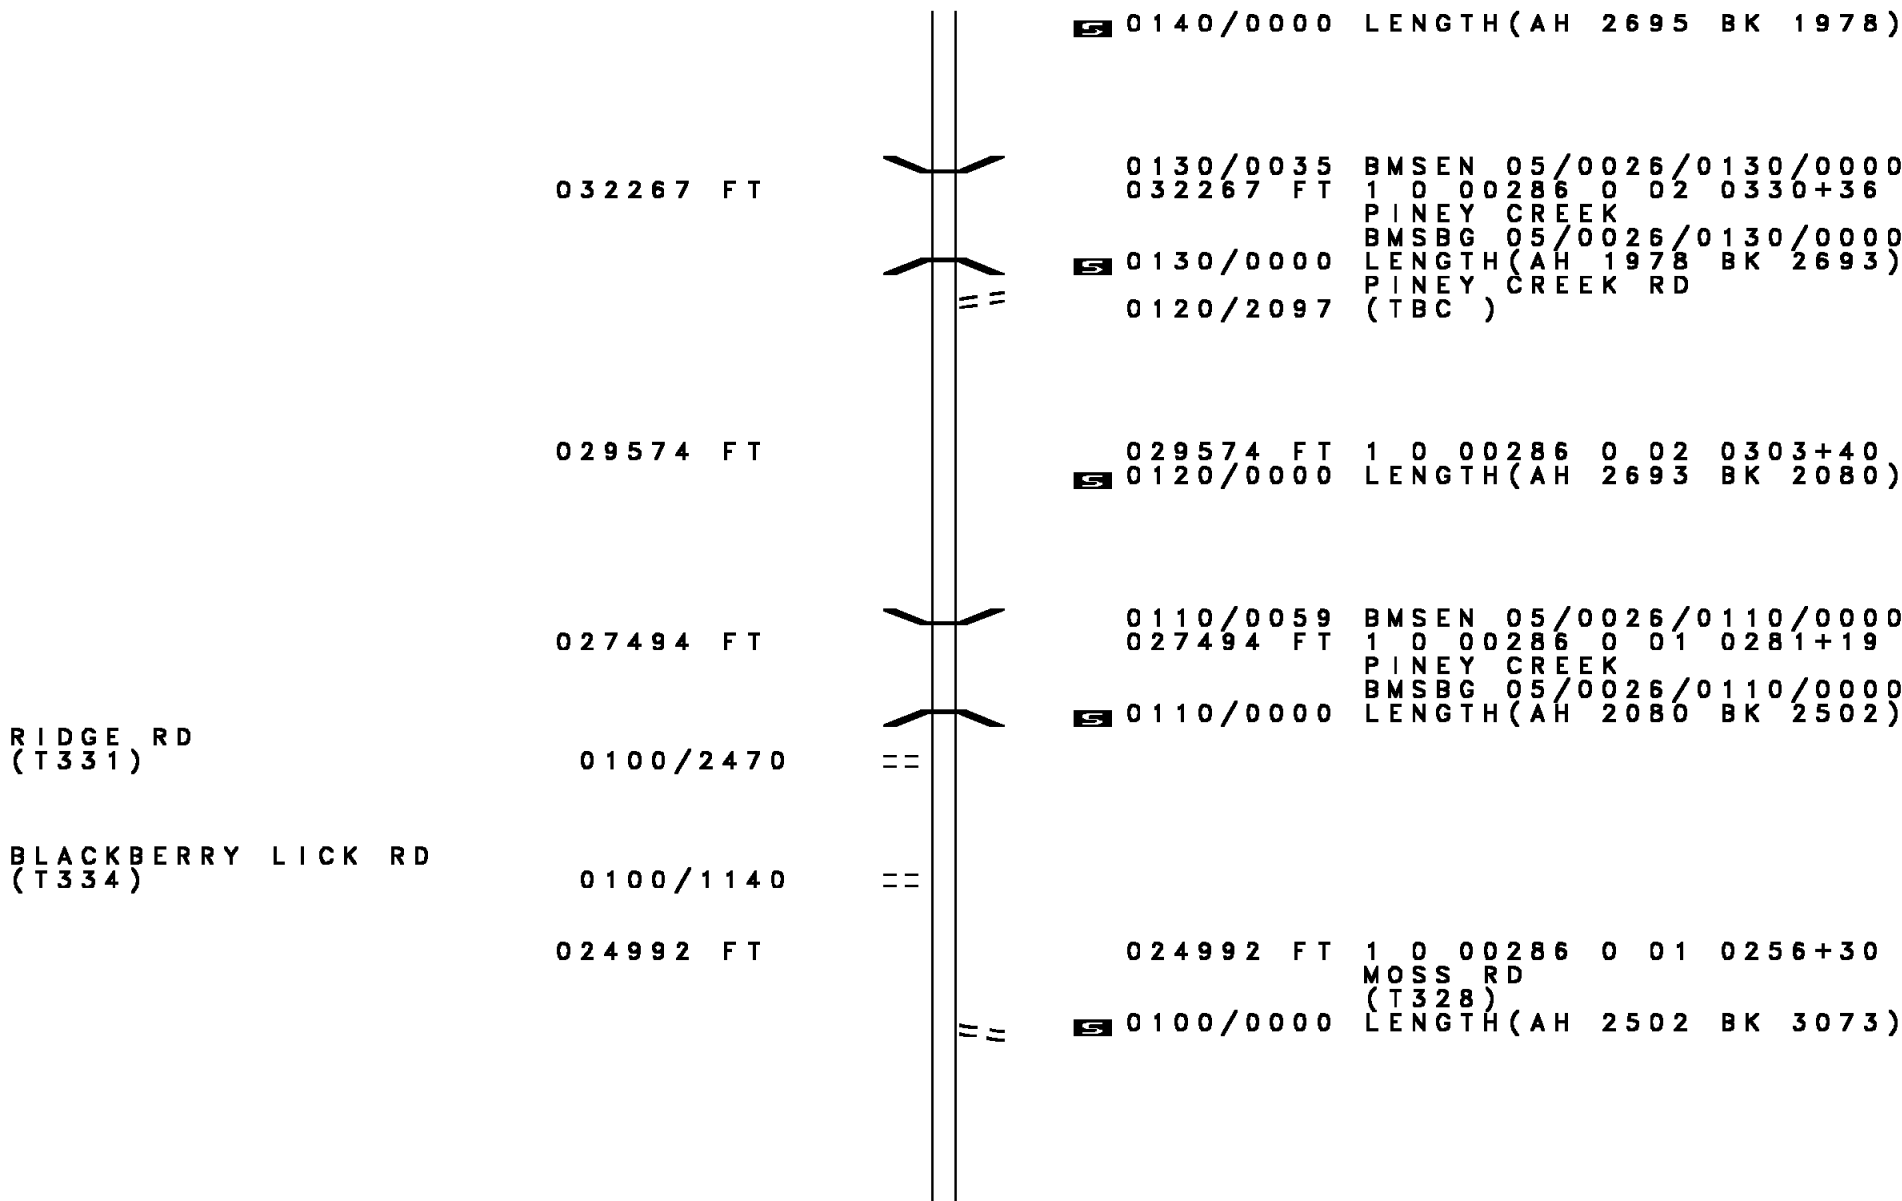 S 0140/0000 LENGTH(AH 2695 BK 1978)
0130/0035 BMSEN 05/0026/0130/0000
032267 FT 032267 FT 1 0 00286 0 02 0330+36
PINEY CREEK
BMSBG 05/0026/0130/0000
S 0130/0000 LENGTH(AH 1978 BK 2693)
PINEY CREEK RD
0120/2097 (TBC )
029574 FT 029574 FT 1 0 00286 0 02 0303+40
S 0120/0000 LENGTH(AH 2693 BK 2080)
0110/0059 BMSEN 05/0026/0110/0000
027494 FT 027494 FT 1 0 00286 0 01 0281+19
PINEY CREEK
BMSBG 05/0026/0110/0000
S 0110/0000 LENGTH(AH 2080 BK 2502)
RIDGE RD
(T331) 0100/2470
BLACKBERRY LICK RD
(T334) 0100/1140
024992 FT 024992 FT 1 0 00286 0 01 0256+30
MOSS RD
(T328)
S 0100/0000 LENGTH(AH 2502 BK 3073)